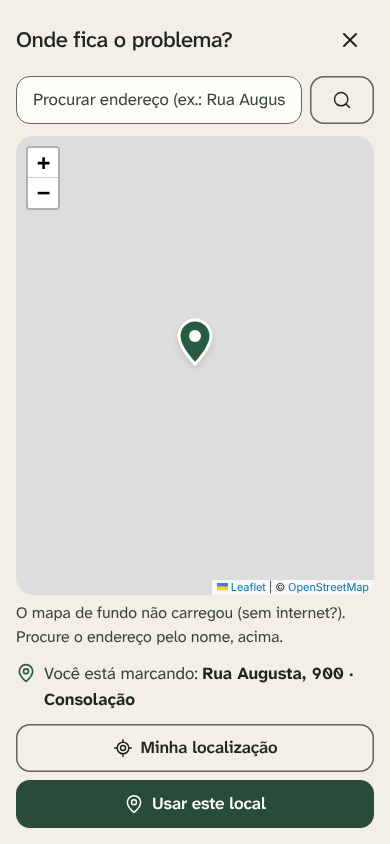 Onde fica o problema?
Procurar endereço (ex.: Rua Augus
+
−
Leaflet | © OpenStreetMap
O mapa de fundo não carregou (sem internet?).
Procure o endereço pelo nome, acima.
Você está marcando: Rua Augusta, 900 ·
Consolação
Minha localização
Usar este local